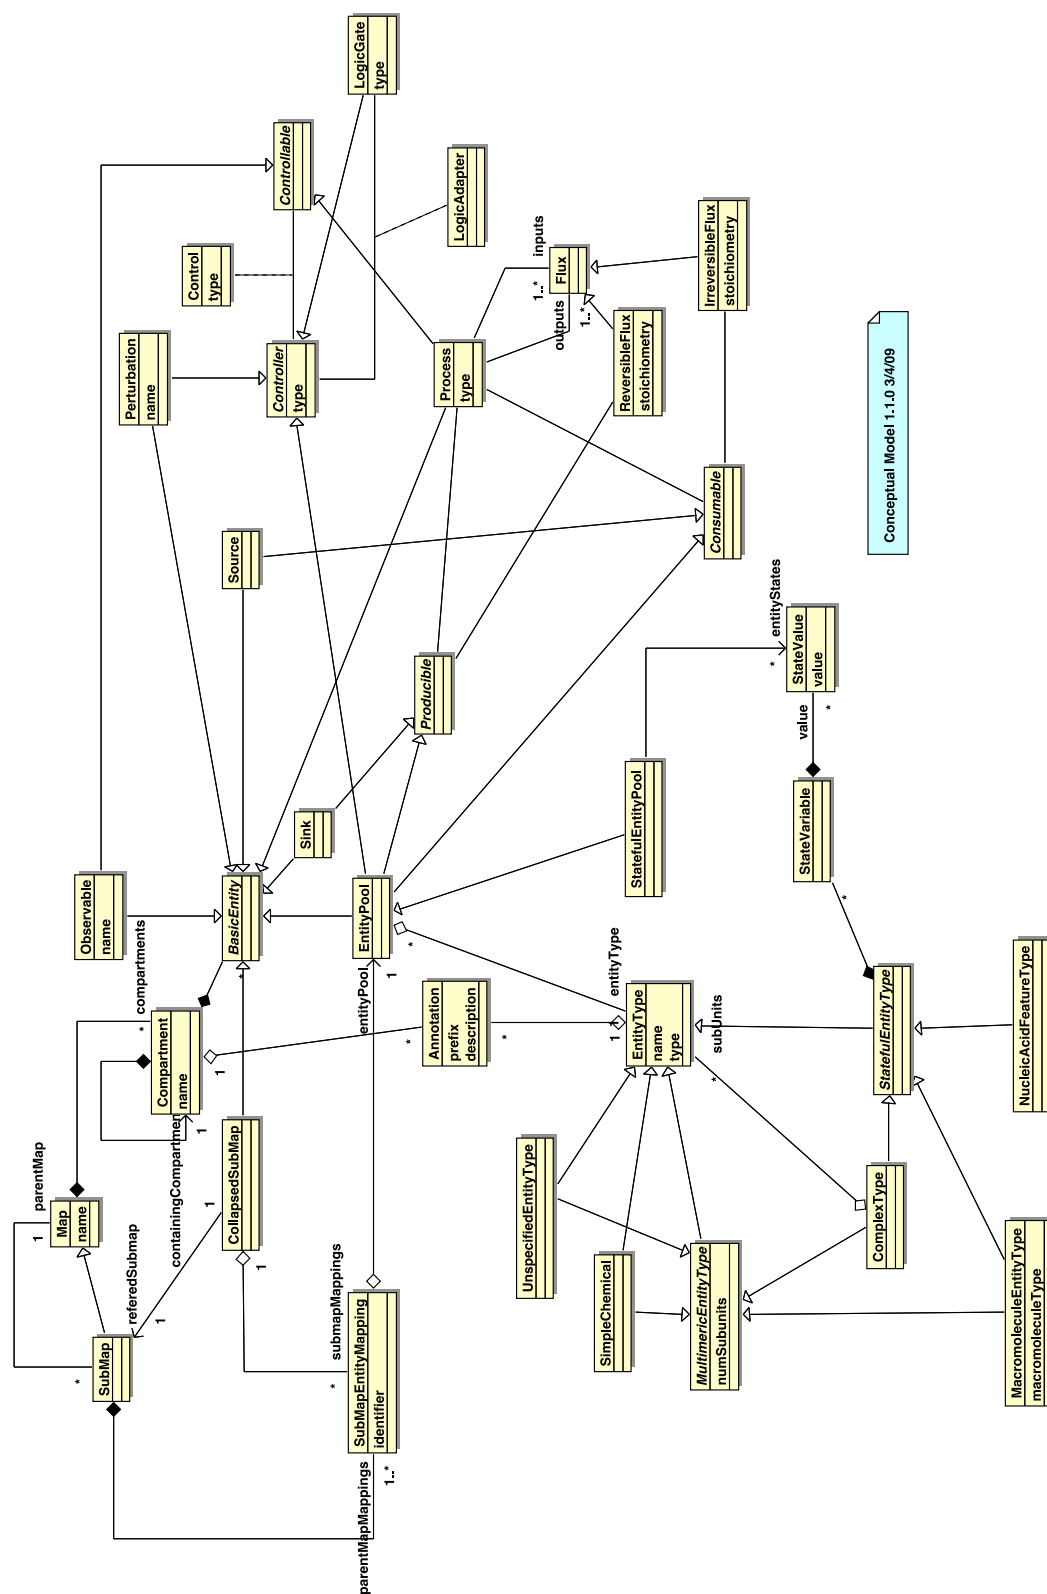 LogicGate
type
Controllable
LogicAdapter
Control
type
inputs
1..*
Flux
outputs
1..*
IrreversibleFlux
stoichiometry
Perturbation
name
Controller
type
Process
type
ReversibleFlux
stoichiometry
Conceptual Model 1.1.0 3/4/09
Consumable
Source
entityStates
*
StateValue
value
value
*
Producible
StatefulEntityPool
StateVariable
*
Sink
Observable
name
BasicEntity
*
EntityPool
*
compartments
*
Compartment
name
1
1
containingCompartment
entityPool
1
Annotation
prefix
description
*
*
entityType
1
EntityType
name
type
subUnits
*
StatefulEntityType
NucleicAcidFeatureType
parentMap
1
Map
name
CollapsedSubMap
1
1
referedSubmap
1
SubMap
*
submapMappings
*
SubMapEntityMapping
identifier
parentMapMappings
1..*
UnspecifiedEntityType
SimpleChemical
MultimericEntityType
numSubunits
ComplexType
MacromoleculeEntityType
macromoleculeType